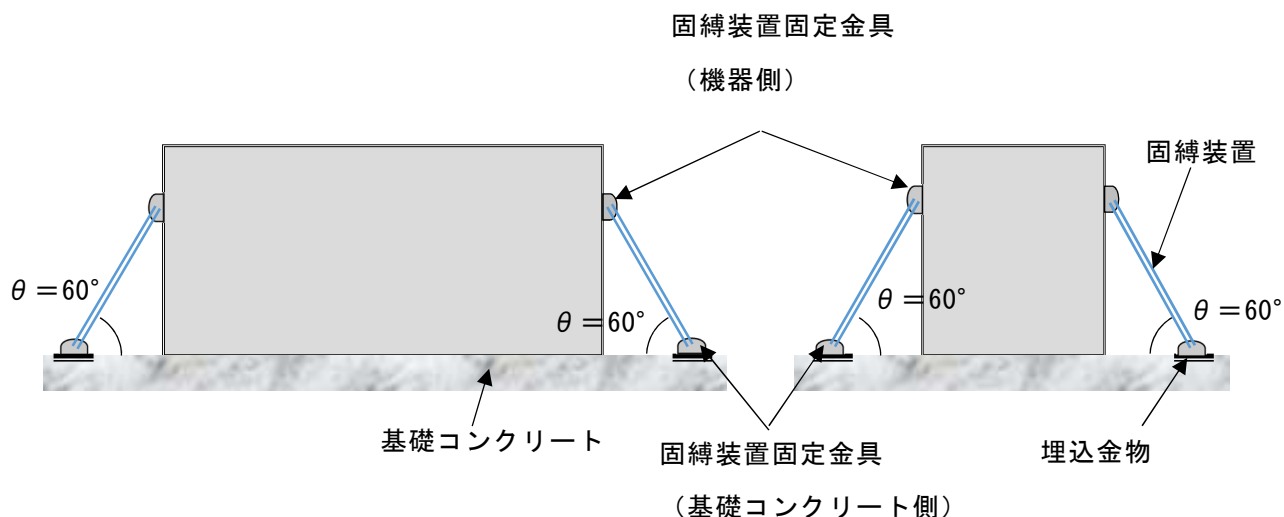 固縛装置固定金具
（機器側）
固縛装置
θ＝60°
θ＝60°
θ＝60°
θ＝60°
基礎コンクリート
固縛装置固定金具
（基礎コンクリート側）
埋込金物